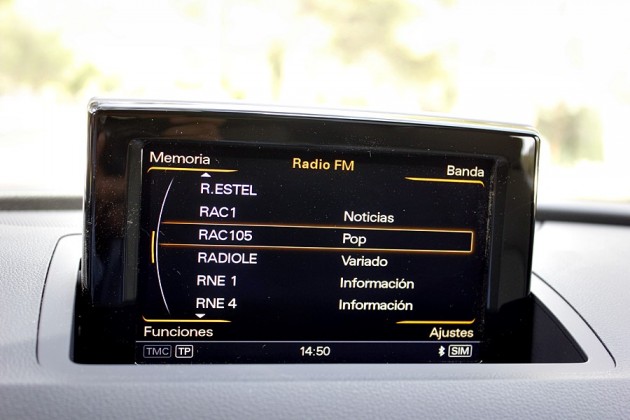 Memoria Radio FM Banda
R.ESTEL
RAC1 Noticias
RAC105 Pop
RADIOLE Variado
RNE 1 Información
RNE 4 Información
Funciones Ajustes
TMC TP 14:50 SIM